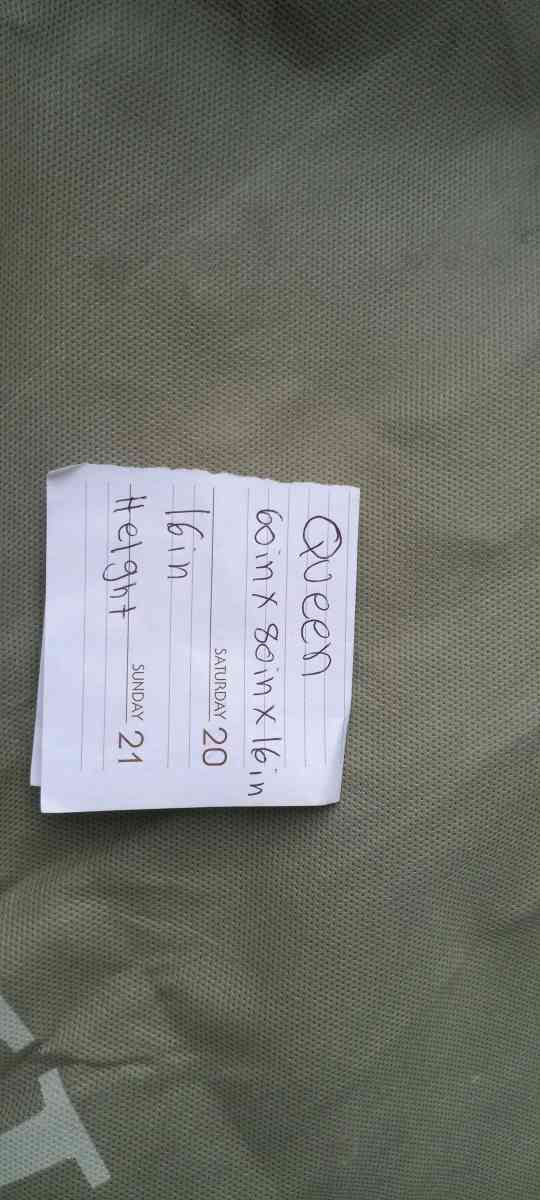 Queen
60in x 80in x 16in
SATURDAY 20
16in
Height
SUNDAY 21